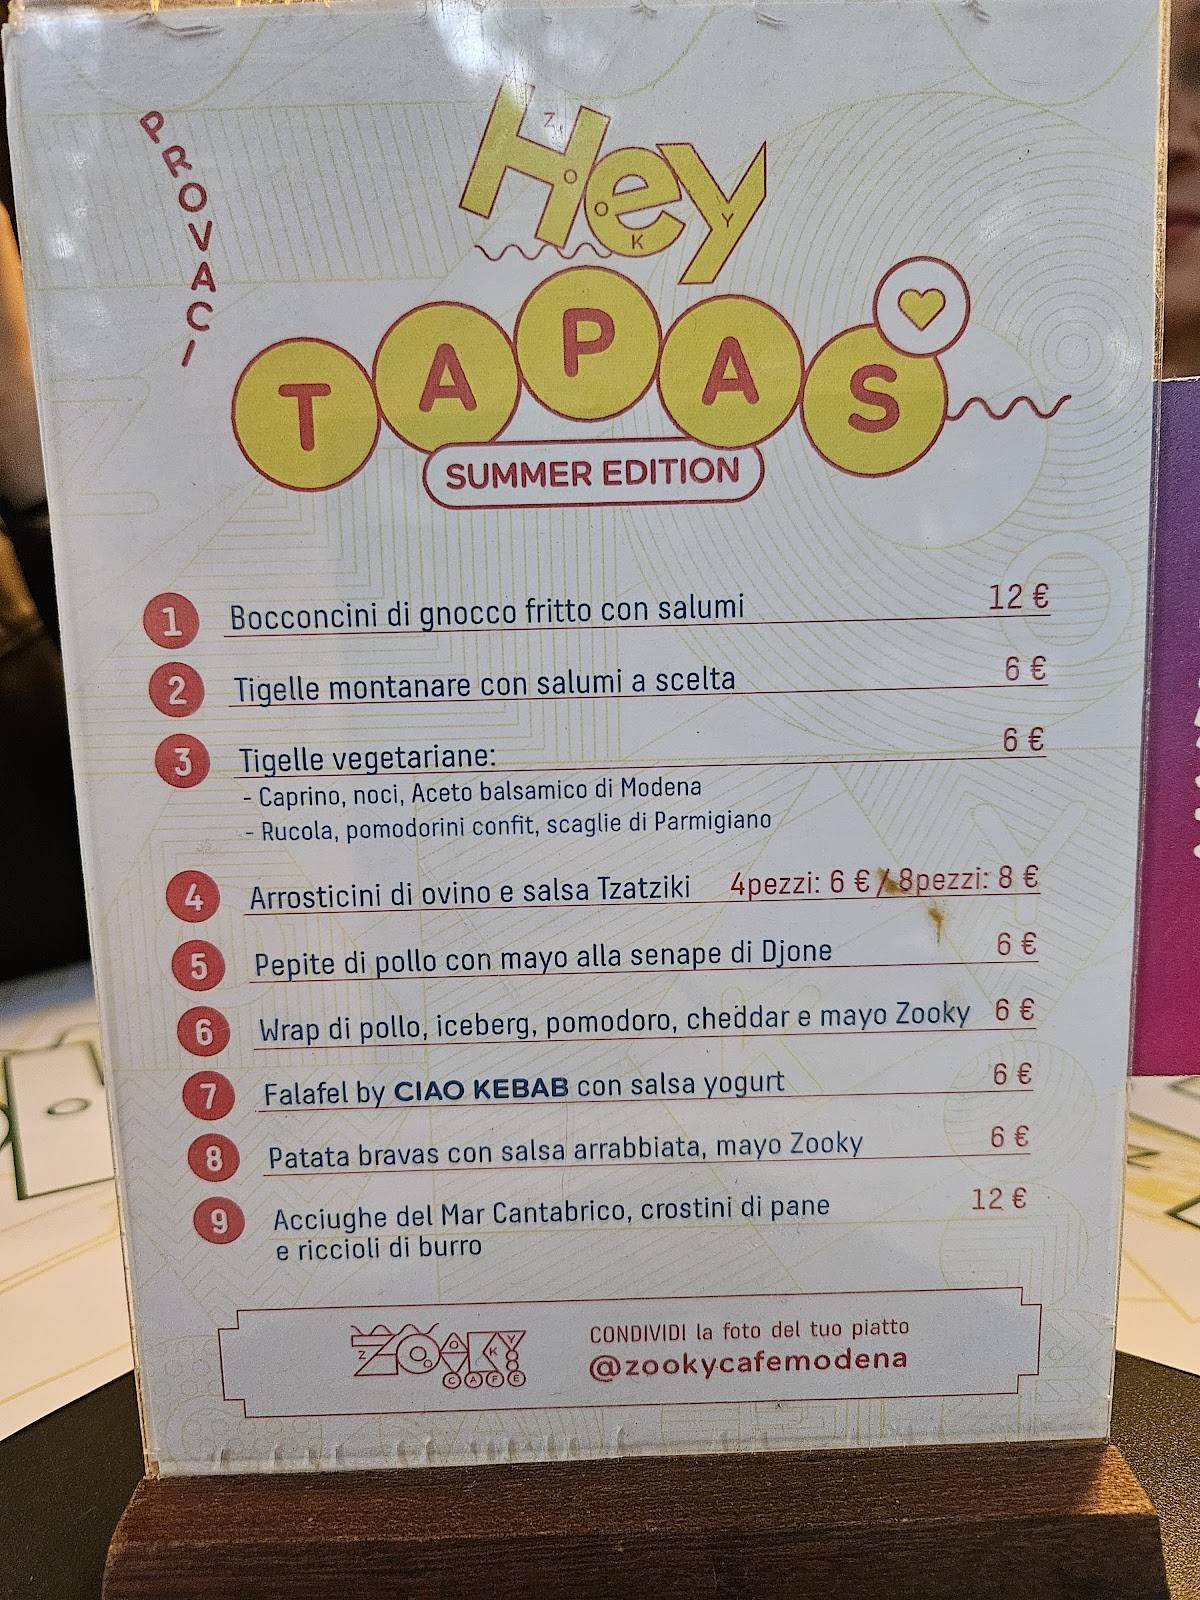 PROVACI
Hey
ZOOKY
TAPAS
SUMMER EDITION
1 Bocconcini di gnocco fritto con salumi 12 €
2 Tigelle montanare con salumi a scelta 6 €
3 Tigelle vegetariane: 6 €
- Caprino, noci, Aceto balsamico di Modena
- Rucola, pomodorini confit, scaglie di Parmigiano
4 Arrosticini di ovino e salsa Tzatziki 4pezzi: 6 € / 8pezzi: 8 €
5 Pepite di pollo con mayo alla senape di Djone 6 €
6 Wrap di pollo, iceberg, pomodoro, cheddar e mayo Zooky 6 €
7 Falafel by CIAO KEBAB con salsa yogurt 6 €
8 Patata bravas con salsa arrabbiata, mayo Zooky 6 €
9 Acciughe del Mar Cantabrico, crostini di pane 12 €
e riccioli di burro
ZOOKY
CAFE
CONDIVIDI la foto del tuo piatto
@zookycafemodena